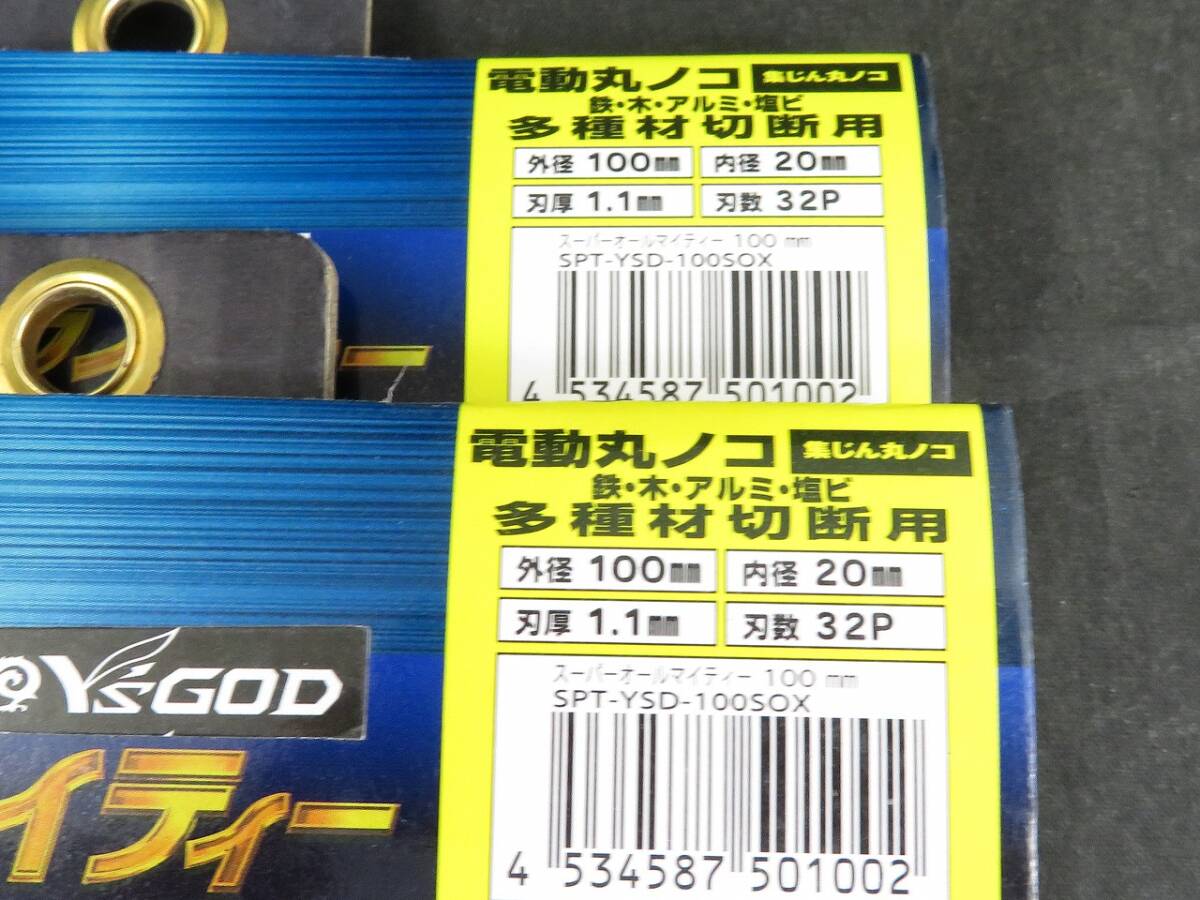 電動丸ノコ 集じん丸ノコ
鉄・木・アルミ・塩ビ
多種材切断用
外径 100㎜ 内径 20㎜
刃厚 1.1㎜ 刃数 32P
スーパーオールマイティー 100 mm
SPT-YSD-100SOX
4 534587 501002
ー
電動丸ノコ 集じん丸ノコ
鉄・木・アルミ・塩ビ
多種材切断用
外径 100㎜ 内径 20㎜
刃厚 1.1㎜ 刃数 32P
スーパーオールマイティー 100 mm
SPT-YSD-100SOX
4 534587 501002
Y'sGOD
イティー